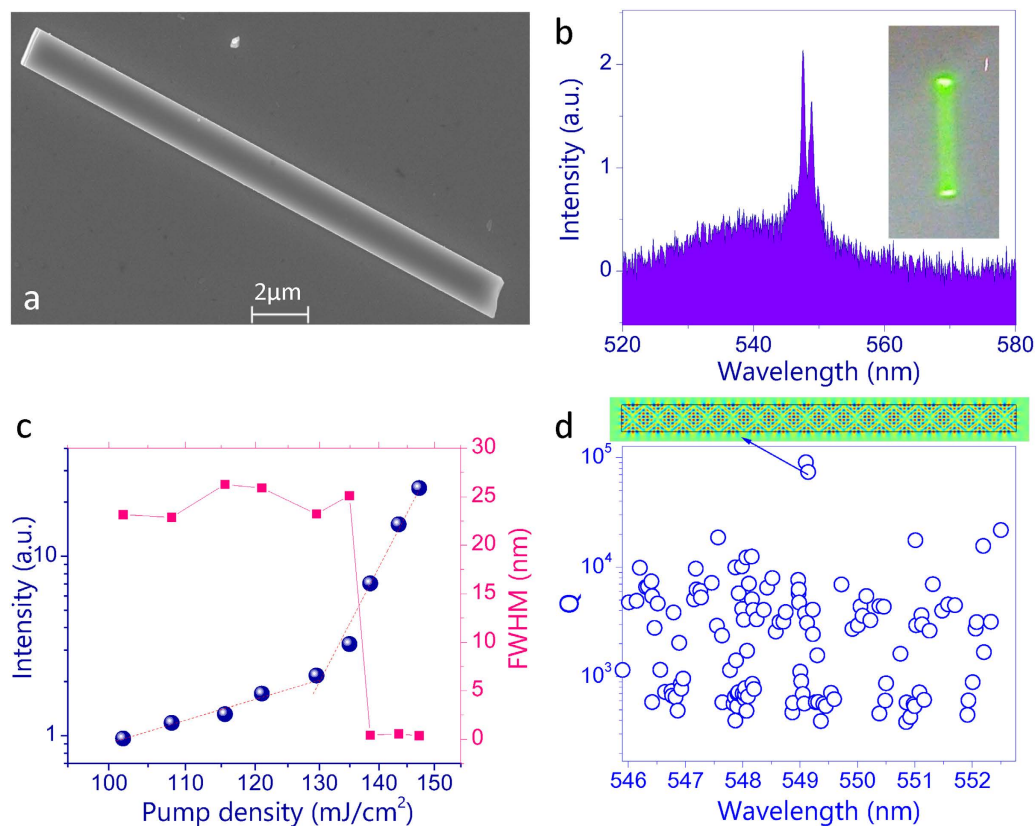 a
2μm
b
Intensity (a.u.)
2
1
0
520
540
560
580
Wavelength (nm)
c
Intensity (a.u.)
10
1
100
110
120
130
140
150
Pump density (mJ/cm²)
30
25
20
15
10
5
0
FWHM (nm)
d
Q
10⁵
10⁴
10³
546
547
548
549
550
551
552
Wavelength (nm)